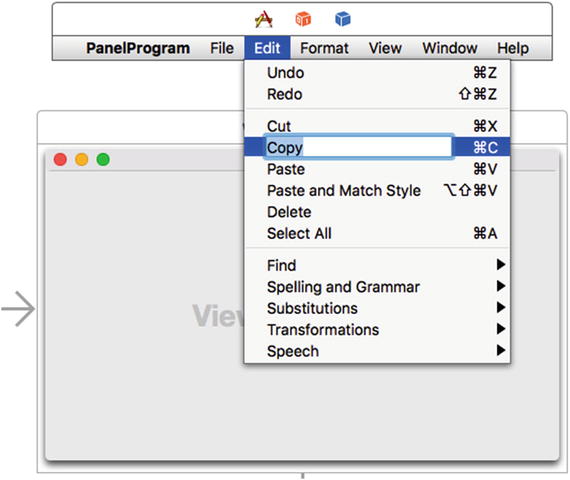 PanelProgram File Edit Format View Window Help
Undo ⌘Z
Redo ⇧⌘Z
Cut ⌘X
Copy ⌘C
Paste ⌘V
Paste and Match Style ⌥⇧⌘V
Delete
Select All ⌘A
Find
Spelling and Grammar
Substitutions
Transformations
Speech
View